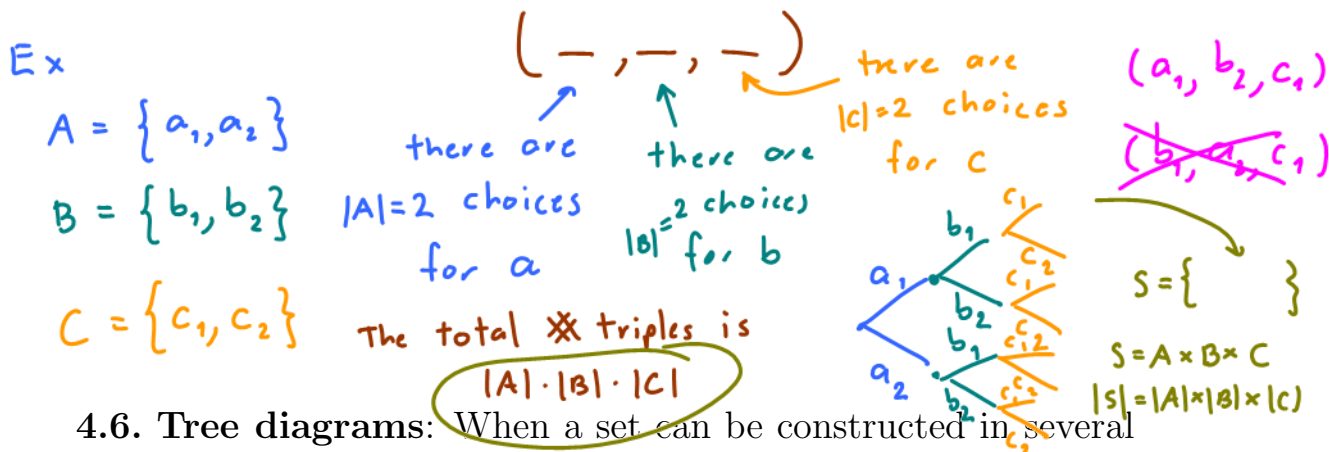 Ex
A = {a₁, a₂}
B = {b₁, b₂}
C = {c₁, c₂}
( _ , _ , _ )
there are
|A|=2 choices
for a
there are
|B|=2 choices
for b
there are
|C|=2 choices
for c
(a₁, b₂, c₁)
(b₁, a₂, c₁)
The total # triples is
|A|·|B|·|C|
a₁
a₂
b₁
b₂
b₁
b₂
c₁
c₂
c₁
c₂
c₁
c₂
c₁
c₂
S={ }
S=A×B×C
|S|=|A|×|B|×|C|
4.6. Tree diagrams: When a set can be constructed in several